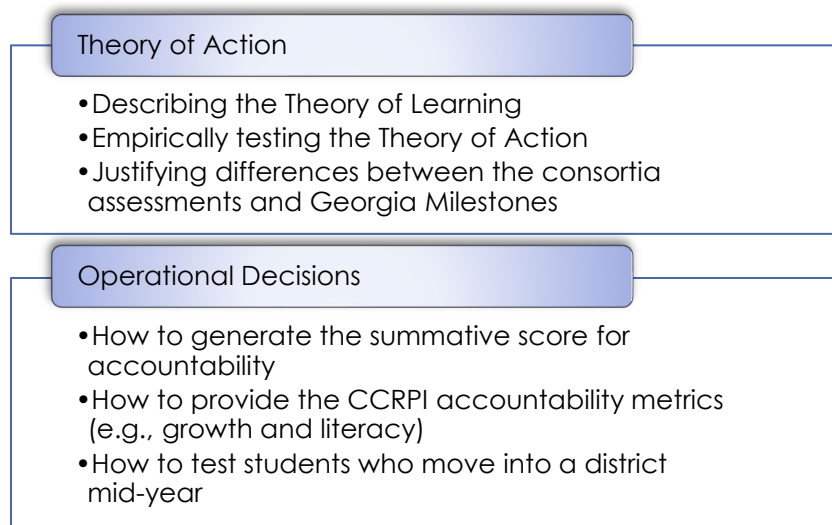 Theory of Action
•Describing the Theory of Learning
•Empirically testing the Theory of Action
•Justifying differences between the consortia
assessments and Georgia Milestones
Operational Decisions
•How to generate the summative score for
accountability
•How to provide the CCRPI accountability metrics
(e.g., growth and literacy)
•How to test students who move into a district
mid-year